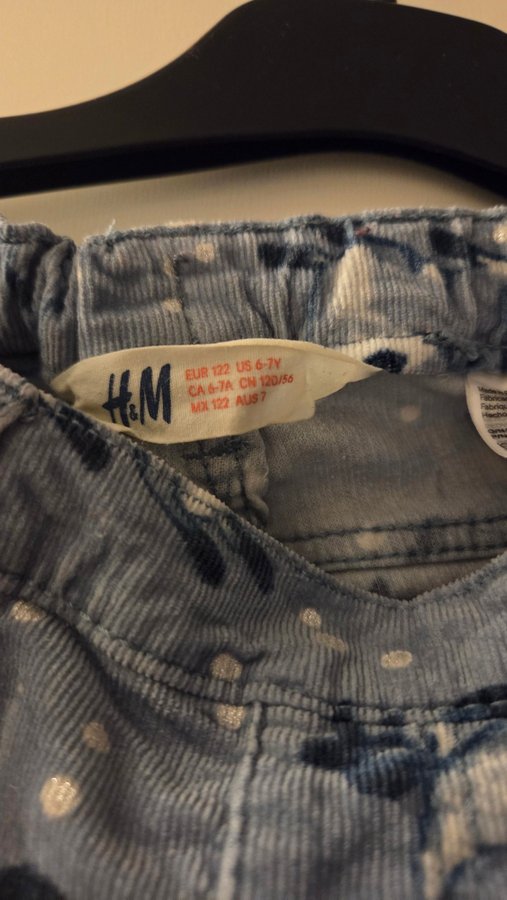 H&M
EUR 122 US 6-7Y
CA 6-7A CN 120/56
MX 122 AUS 7